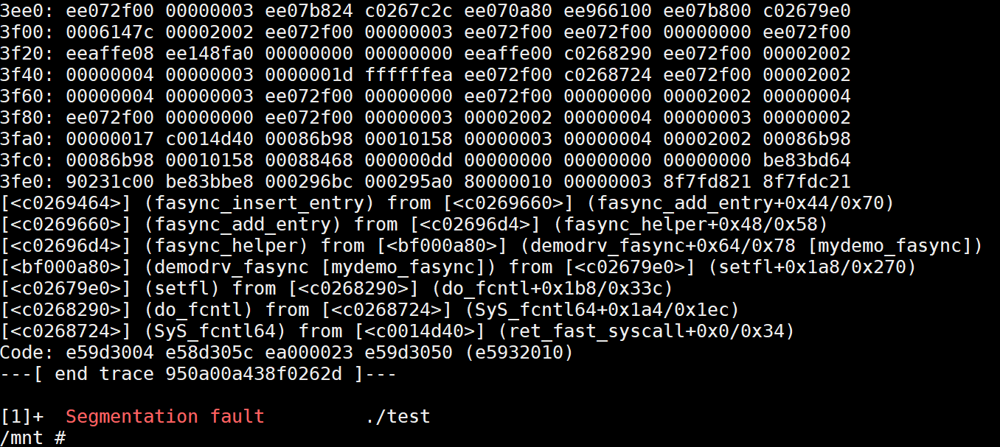 3ee0: ee072f00 00000003 ee07b824 c0267c2c ee070a80 ee966100 ee07b800 c02679e0
3f00: 0006147c 00002002 ee072f00 00000003 ee072f00 ee072f00 00000000 ee072f00
3f20: eeaffe08 ee148fa0 00000000 00000000 eeaffe00 c0268290 ee072f00 00002002
3f40: 00000004 00000003 0000001d ffffffea ee072f00 c0268724 ee072f00 00002002
3f60: 00000004 00000003 ee072f00 00000000 ee072f00 00000000 00002002 00000004
3f80: ee072f00 00000000 ee072f00 00000003 00002002 00000004 00000003 00000002
3fa0: 00000017 c0014d40 00086b98 00010158 00000003 00000004 00002002 00086b98
3fc0: 00086b98 00010158 00088468 000000dd 00000000 00000000 00000000 be83bd64
3fe0: 90231c00 be83bbe8 000296bc 000295a0 80000010 00000003 8f7fd821 8f7fdc21
[<c0269464>] (fasync_insert_entry) from [<c0269660>] (fasync_add_entry+0x44/0x70)
[<c0269660>] (fasync_add_entry) from [<c02696d4>] (fasync_helper+0x48/0x58)
[<c02696d4>] (fasync_helper) from [<bf000a80>] (demodrv_fasync+0x64/0x78 [mydemo_fasync])
[<bf000a80>] (demodrv_fasync [mydemo_fasync]) from [<c02679e0>] (setfl+0x1a8/0x270)
[<c02679e0>] (setfl) from [<c0268290>] (do_fcntl+0x1b8/0x33c)
[<c0268290>] (do_fcntl) from [<c0268724>] (SyS_fcntl64+0x1a4/0x1ec)
[<c0268724>] (SyS_fcntl64) from [<c0014d40>] (ret_fast_syscall+0x0/0x34)
Code: e59d3004 e58d305c ea000023 e59d3050 (e5932010)
---[ end trace 950a00a438f0262d ]---
[1]+  Segmentation fault         ./test
/mnt #